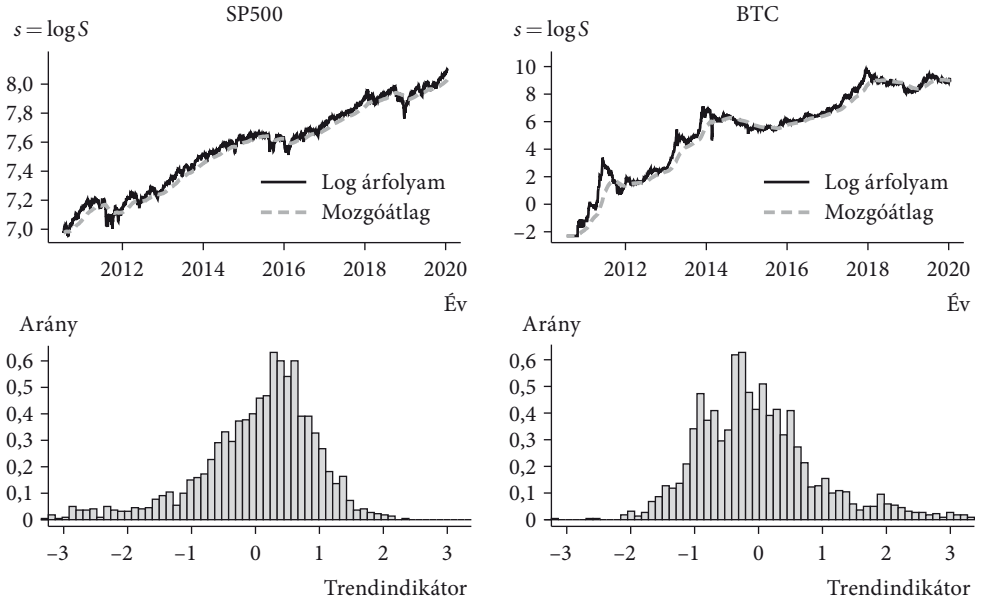 SP500
s = log S
8,0
7,8
7,6
7,4
7,2
7,0
Log árfolyam
Mozgóátlag
2012 2014 2016 2018 2020
Év
BTC
s = log S
10
8
6
4
2
0
–2
Log árfolyam
Mozgóátlag
2012 2014 2016 2018 2020
Év
Arány
0,6
0,5
0,4
0,3
0,2
0,1
0
–3 –2 –1 0 1 2 3
Trendindikátor
Arány
0,6
0,5
0,4
0,3
0,2
0,1
0
–3 –2 –1 0 1 2 3
Trendindikátor